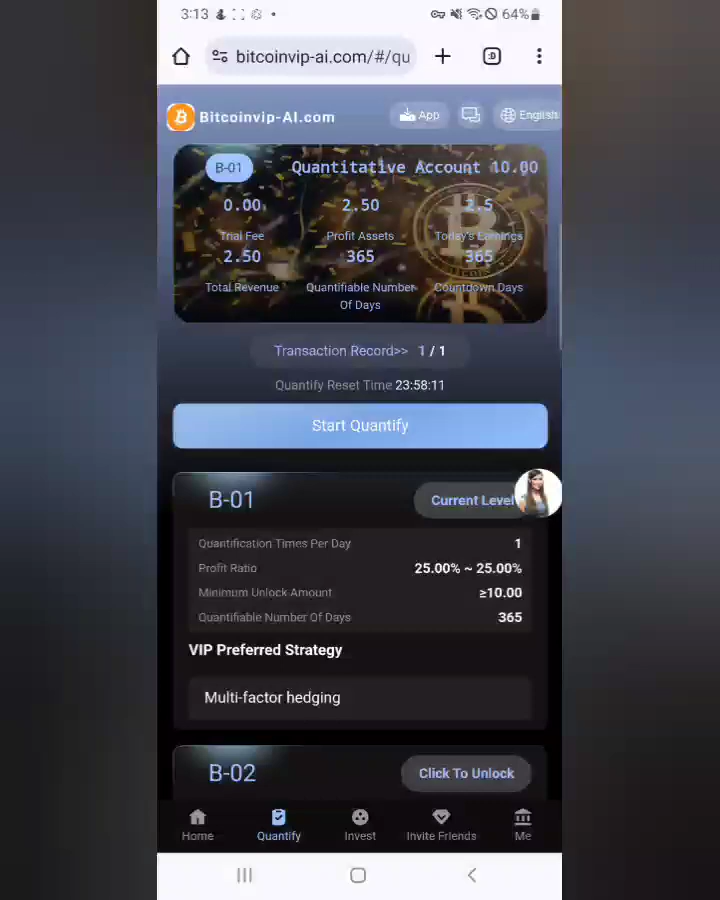 3:13
64%
bitcoinvip-ai.com/#/qu
:D
Bitcoinvip-AI.com
App
English
B-01
Quantitative Account 10.00
0.00
2.50
2.5
Trial Fee
Profit Assets
Today's Earnings
2.50
365
365
Total Revenue
Quantifiable Number Of Days
Countdown Days
Transaction Record>> 1 / 1
Quantify Reset Time 23:58:11
Start Quantify
B-01
Current Level
Quantification Times Per Day
1
Profit Ratio
25.00% ~ 25.00%
Minimum Unlock Amount
≥10.00
Quantifiable Number Of Days
365
VIP Preferred Strategy
Multi-factor hedging
B-02
Click To Unlock
Home
Quantify
Invest
Invite Friends
Me